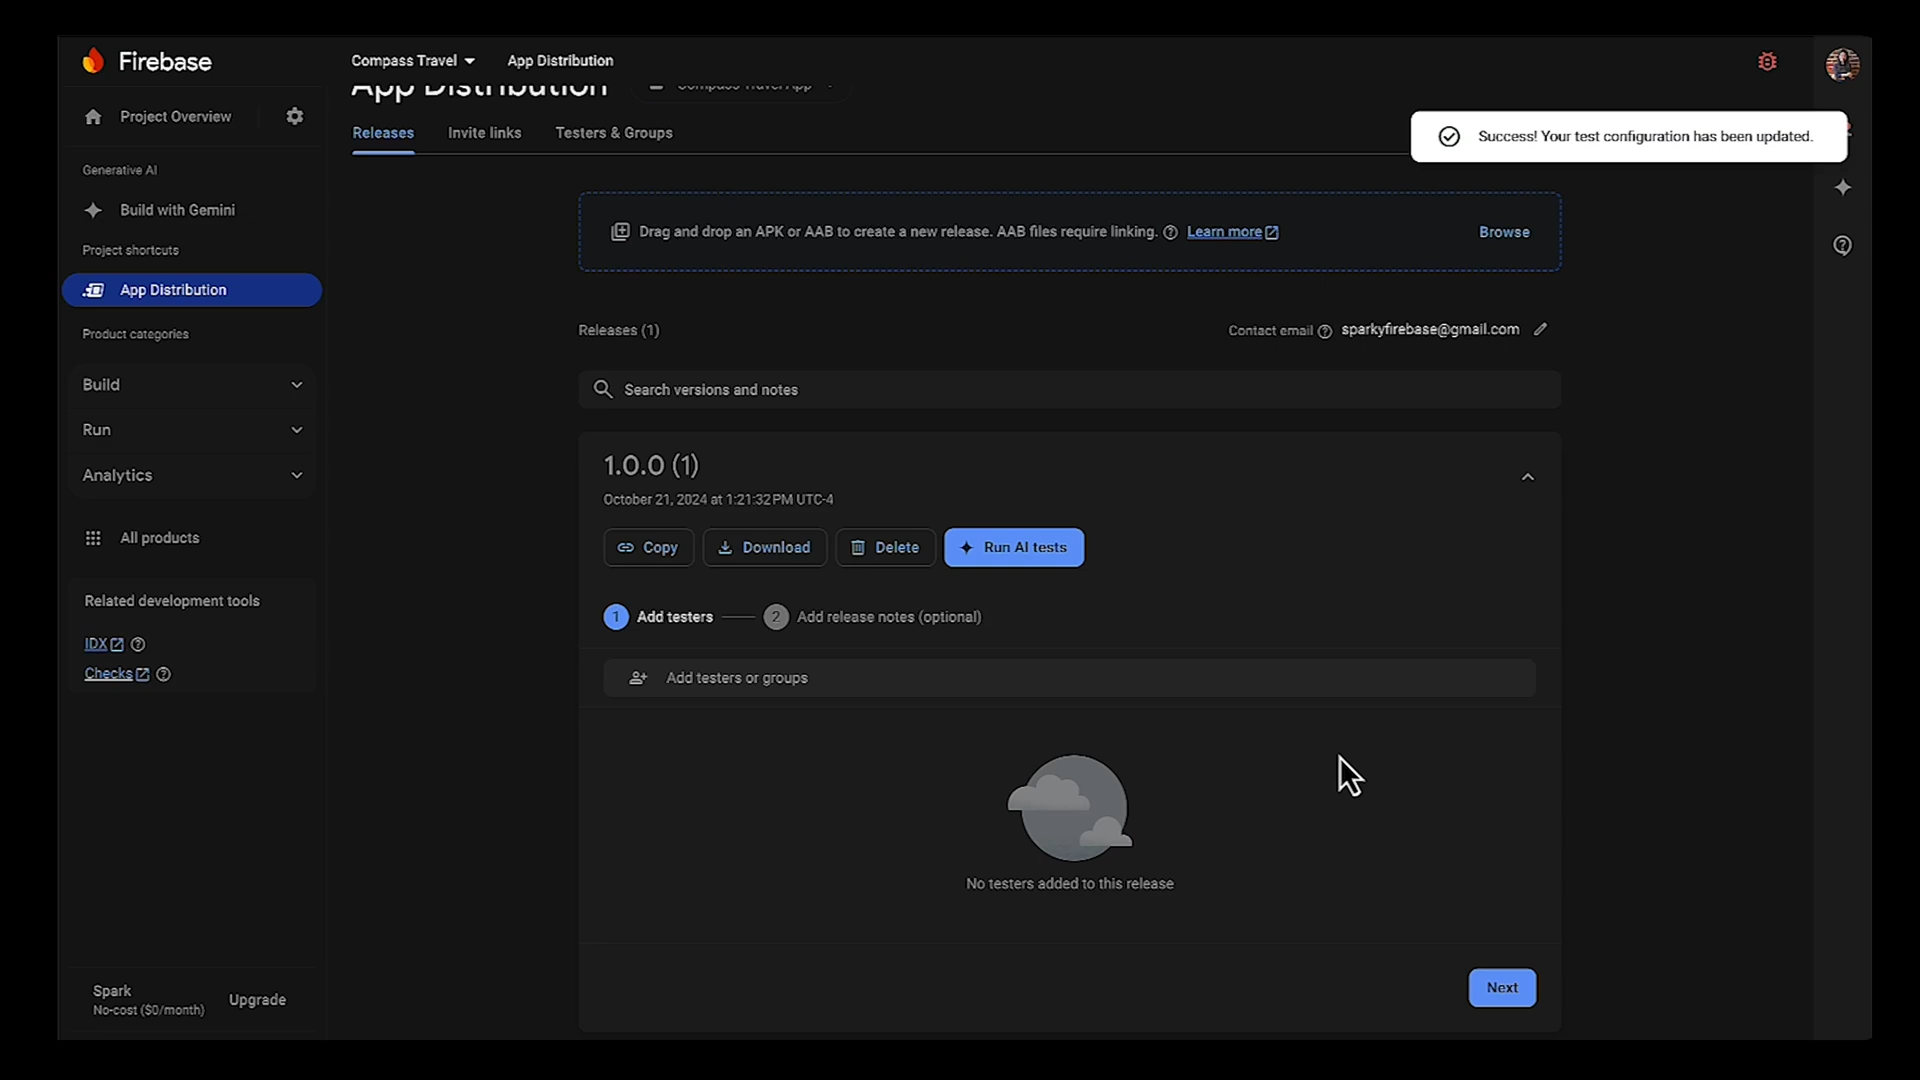 Firebase
Compass Travel
App Distribution
App Distribution
Compass Travel App
Project Overview
Releases
Invite links
Testers & Groups
Success! Your test configuration has been updated.
Generative AI
Build with Gemini
Project shortcuts
App Distribution
Product categories
Build
Run
Analytics
All products
Related development tools
IDX
Checks
Spark
No-cost ($0/month)
Upgrade
Drag and drop an APK or AAB to create a new release. AAB files require linking. Learn more
Browse
Releases (1)
Contact email sparkyfirebase@gmail.com
Search versions and notes
1.0.0 (1)
October 21, 2024 at 1:21:32 PM UTC-4
Copy
Download
Delete
Run AI tests
1 Add testers
2 Add release notes (optional)
Add testers or groups
No testers added to this release
Next